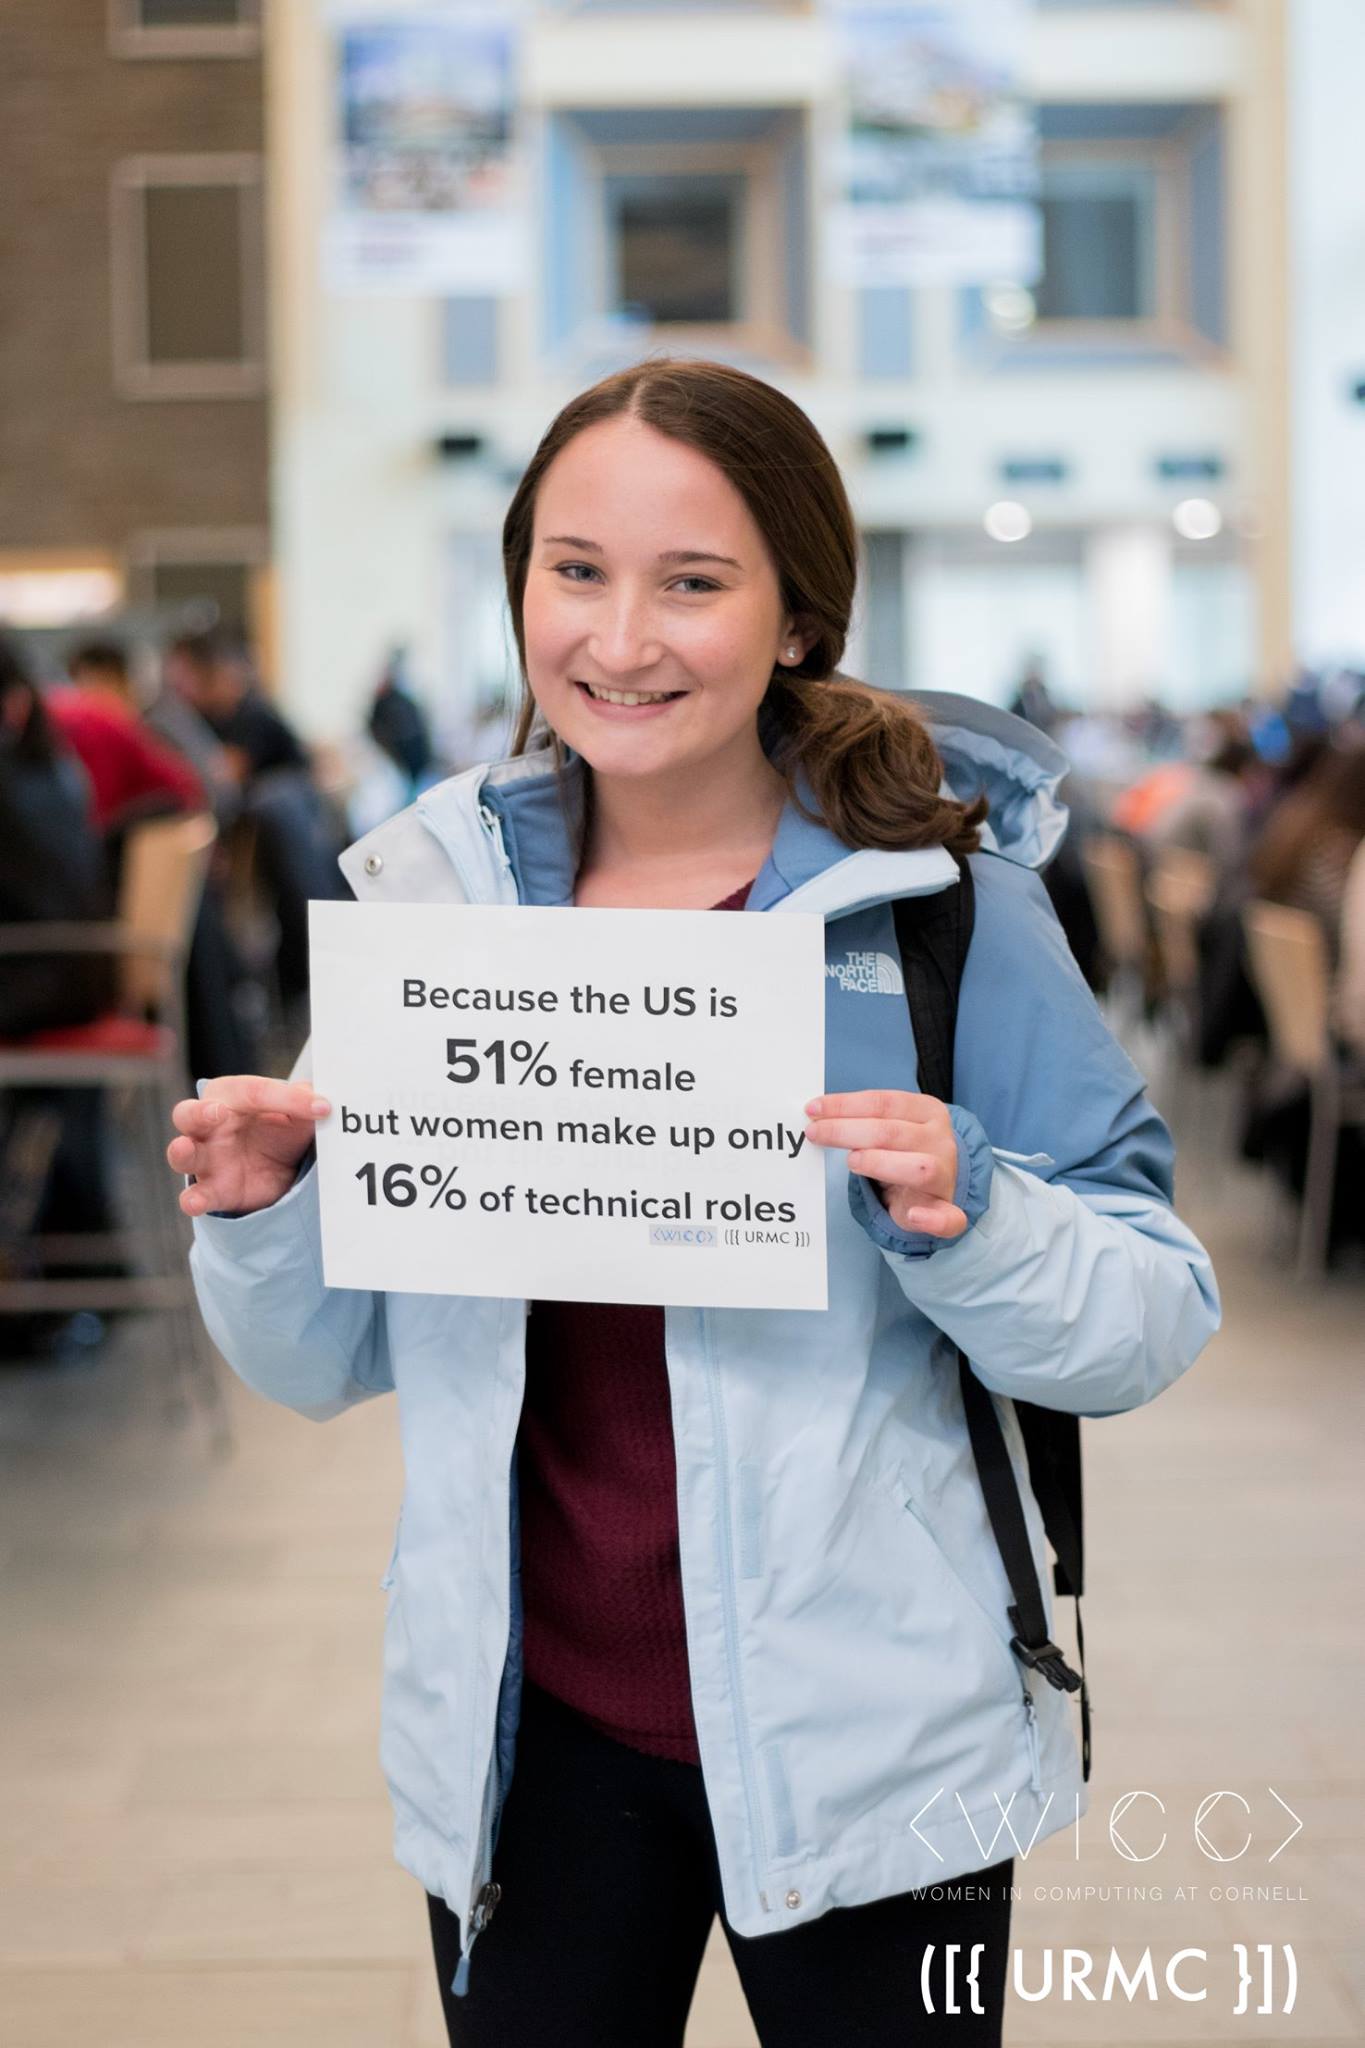 THE
NORTH
FACE
Because the US is
51% female
but women make up only
16% of technical roles
<WICC> ([{ URMC }])
<WICC>
WOMEN IN COMPUTING AT CORNELL
([{ URMC }])